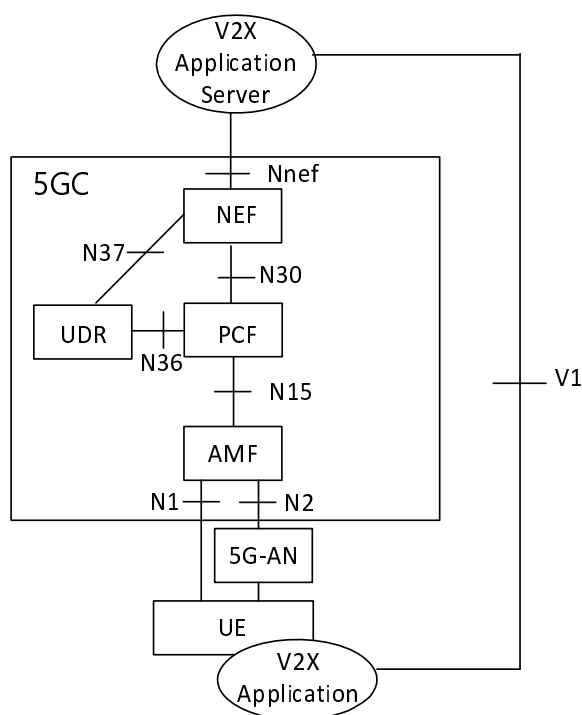 V2X
Application
Server
Nnef
5GC
NEF
N37
N30
UDR
PCF
N36
N15
V1
AMF
N1
N2
5G-AN
UE
V2X
Application